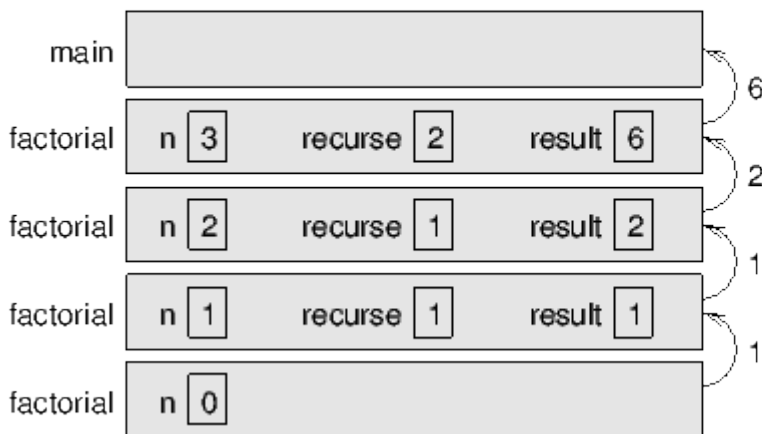 main
6
factorial n 3 recurse 2 result 6
2
factorial n 2 recurse 1 result 2
1
factorial n 1 recurse 1 result 1
1
factorial n 0